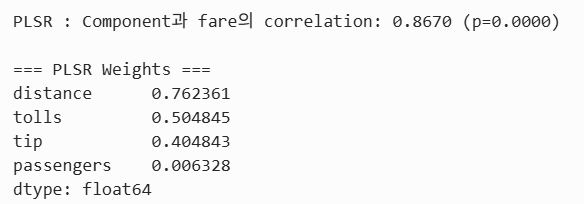 PLSR : Component과 fare의 correlation: 0.8670 (p=0.0000)
=== PLSR Weights ===
distance 0.762361
tolls 0.504845
tip 0.404843
passengers 0.006328
dtype: float64